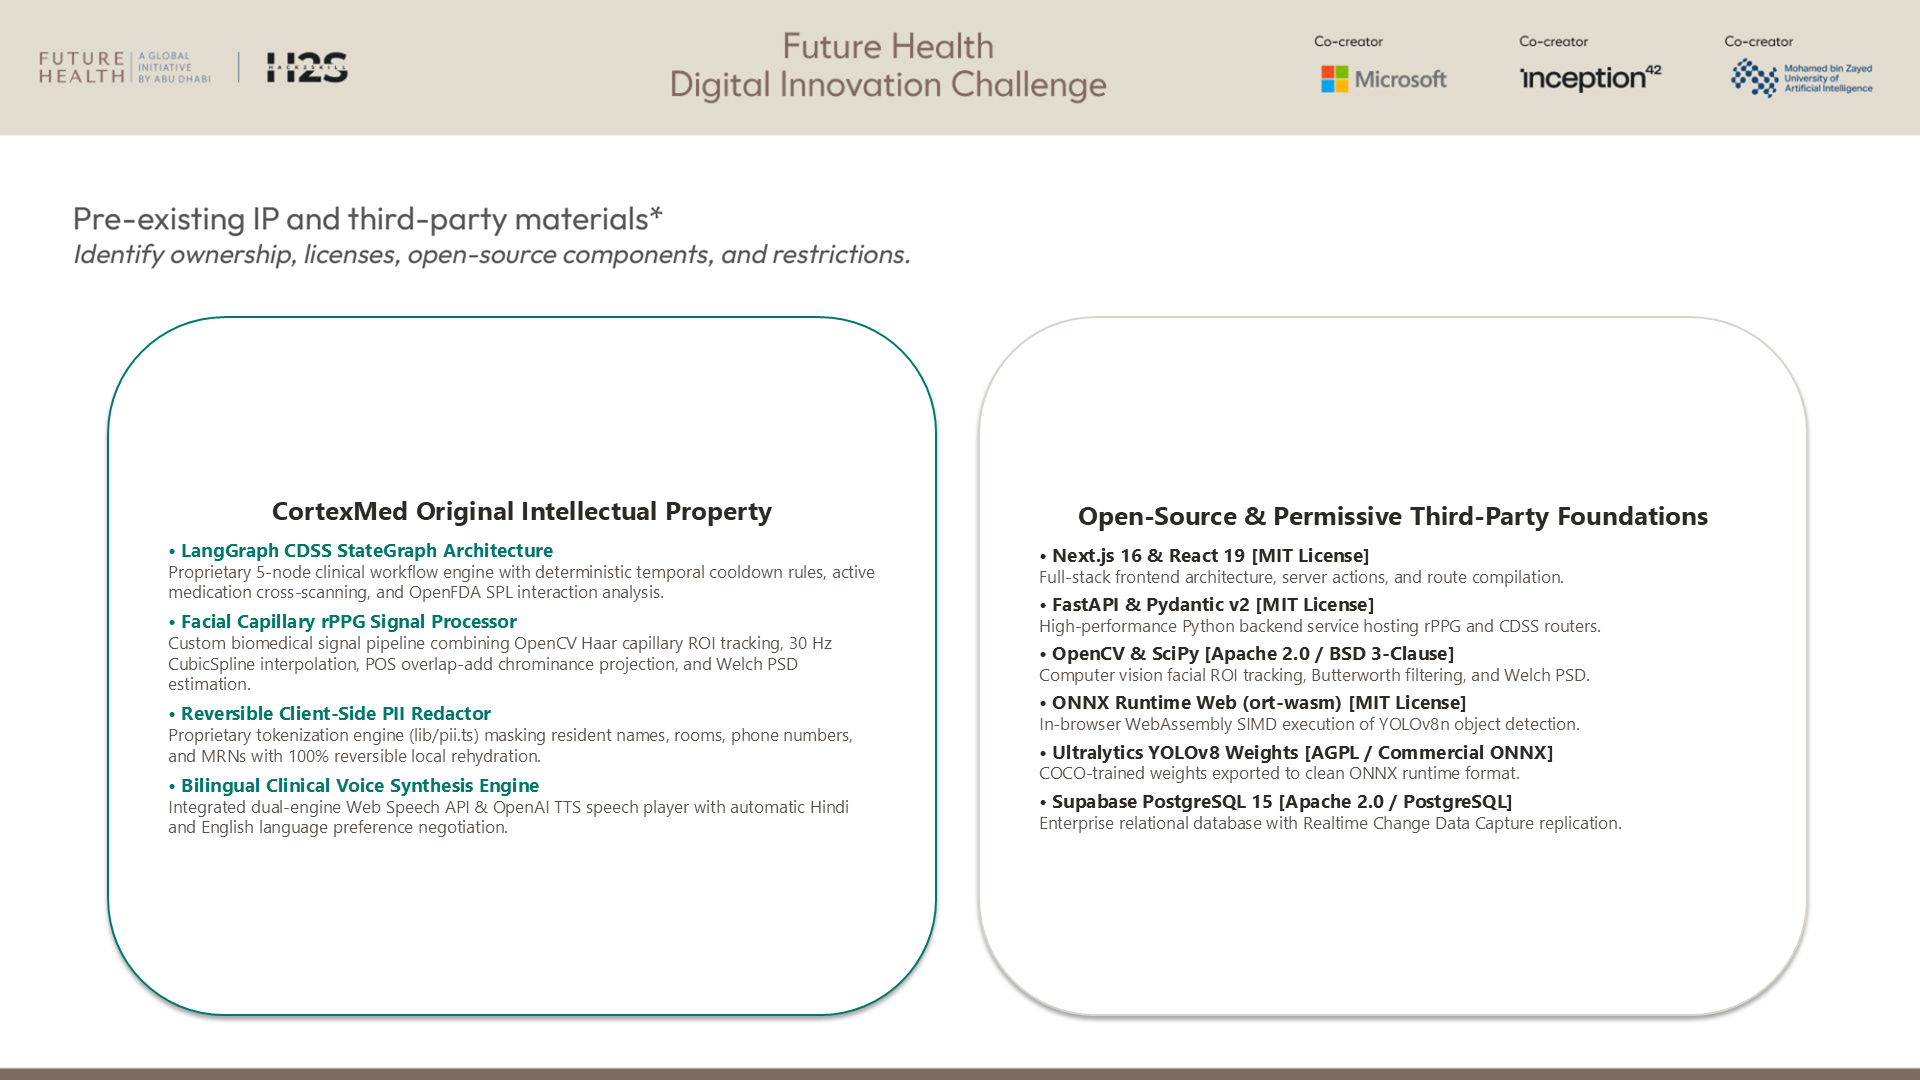 FUTURE HEALTH
A GLOBAL INITIATIVE BY ABU DHABI
H2S
HACK2SKILL
Future Health
Digital Innovation Challenge
Co-creator
Microsoft
Co-creator
inception42
Co-creator
Mohamed bin Zayed
University of
Artificial Intelligence
Pre-existing IP and third-party materials*
Identify ownership, licenses, open-source components, and restrictions.
CortexMed Original Intellectual Property
• LangGraph CDSS StateGraph Architecture
Proprietary 5-node clinical workflow engine with deterministic temporal cooldown rules, active
medication cross-scanning, and OpenFDA SPL interaction analysis.
• Facial Capillary rPPG Signal Processor
Custom biomedical signal pipeline combining OpenCV Haar capillary ROI tracking, 30 Hz
CubicSpline interpolation, POS overlap-add chrominance projection, and Welch PSD
estimation.
• Reversible Client-Side PII Redactor
Proprietary tokenization engine (lib/pii.ts) masking resident names, rooms, phone numbers,
and MRNs with 100% reversible local rehydration.
• Bilingual Clinical Voice Synthesis Engine
Integrated dual-engine Web Speech API & OpenAI TTS speech player with automatic Hindi
and English language preference negotiation.
Open-Source & Permissive Third-Party Foundations
• Next.js 16 & React 19 [MIT License]
Full-stack frontend architecture, server actions, and route compilation.
• FastAPI & Pydantic v2 [MIT License]
High-performance Python backend service hosting rPPG and CDSS routers.
• OpenCV & SciPy [Apache 2.0 / BSD 3-Clause]
Computer vision facial ROI tracking, Butterworth filtering, and Welch PSD.
• ONNX Runtime Web (ort-wasm) [MIT License]
In-browser WebAssembly SIMD execution of YOLOv8n object detection.
• Ultralytics YOLOv8 Weights [AGPL / Commercial ONNX]
COCO-trained weights exported to clean ONNX runtime format.
• Supabase PostgreSQL 15 [Apache 2.0 / PostgreSQL]
Enterprise relational database with Realtime Change Data Capture replication.